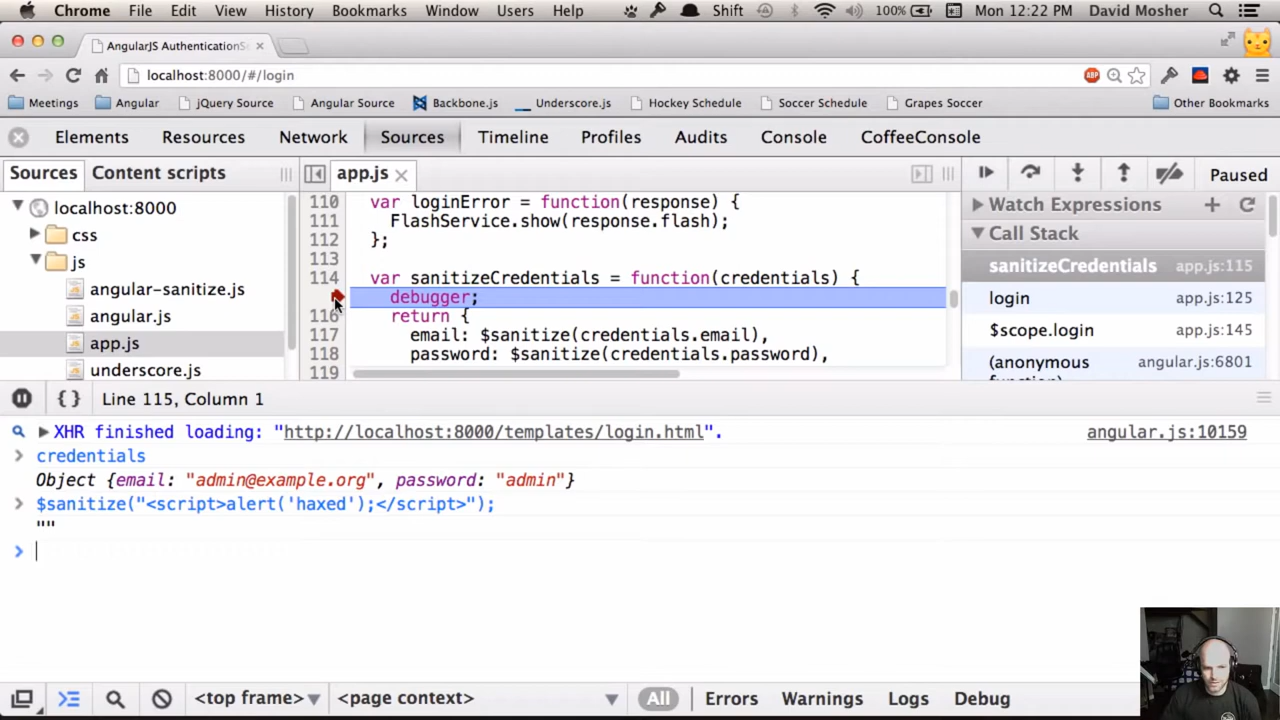 Chrome File Edit View History Bookmarks Window Users Help Shift 100% Mon 12:22 PM David Mosher
AngularJS AuthenticationS
localhost:8000/#/login ABP
Meetings Angular jQuery Source Angular Source Backbone.js Underscore.js Hockey Schedule Soccer Schedule Grapes Soccer Other Bookmarks
Elements Resources Network Sources Timeline Profiles Audits Console CoffeeConsole
Sources Content scripts app.js Paused
localhost:8000
css
js
angular-sanitize.js
angular.js
app.js
underscore.js
110 var loginError = function(response) {
111 FlashService.show(response.flash);
112 };
113
114 var sanitizeCredentials = function(credentials) {
debugger;
116 return {
117 email: $sanitize(credentials.email),
118 password: $sanitize(credentials.password),
119
Watch Expressions
Call Stack
sanitizeCredentials app.js:115
login app.js:125
$scope.login app.js:145
(anonymous angular.js:6801
function)
{} Line 115, Column 1
XHR finished loading: "http://localhost:8000/templates/login.html". angular.js:10159
> credentials
Object {email: "admin@example.org", password: "admin"}
> $sanitize("<script>alert('haxed');</script>");
""
>
<top frame> <page context> All Errors Warnings Logs Debug